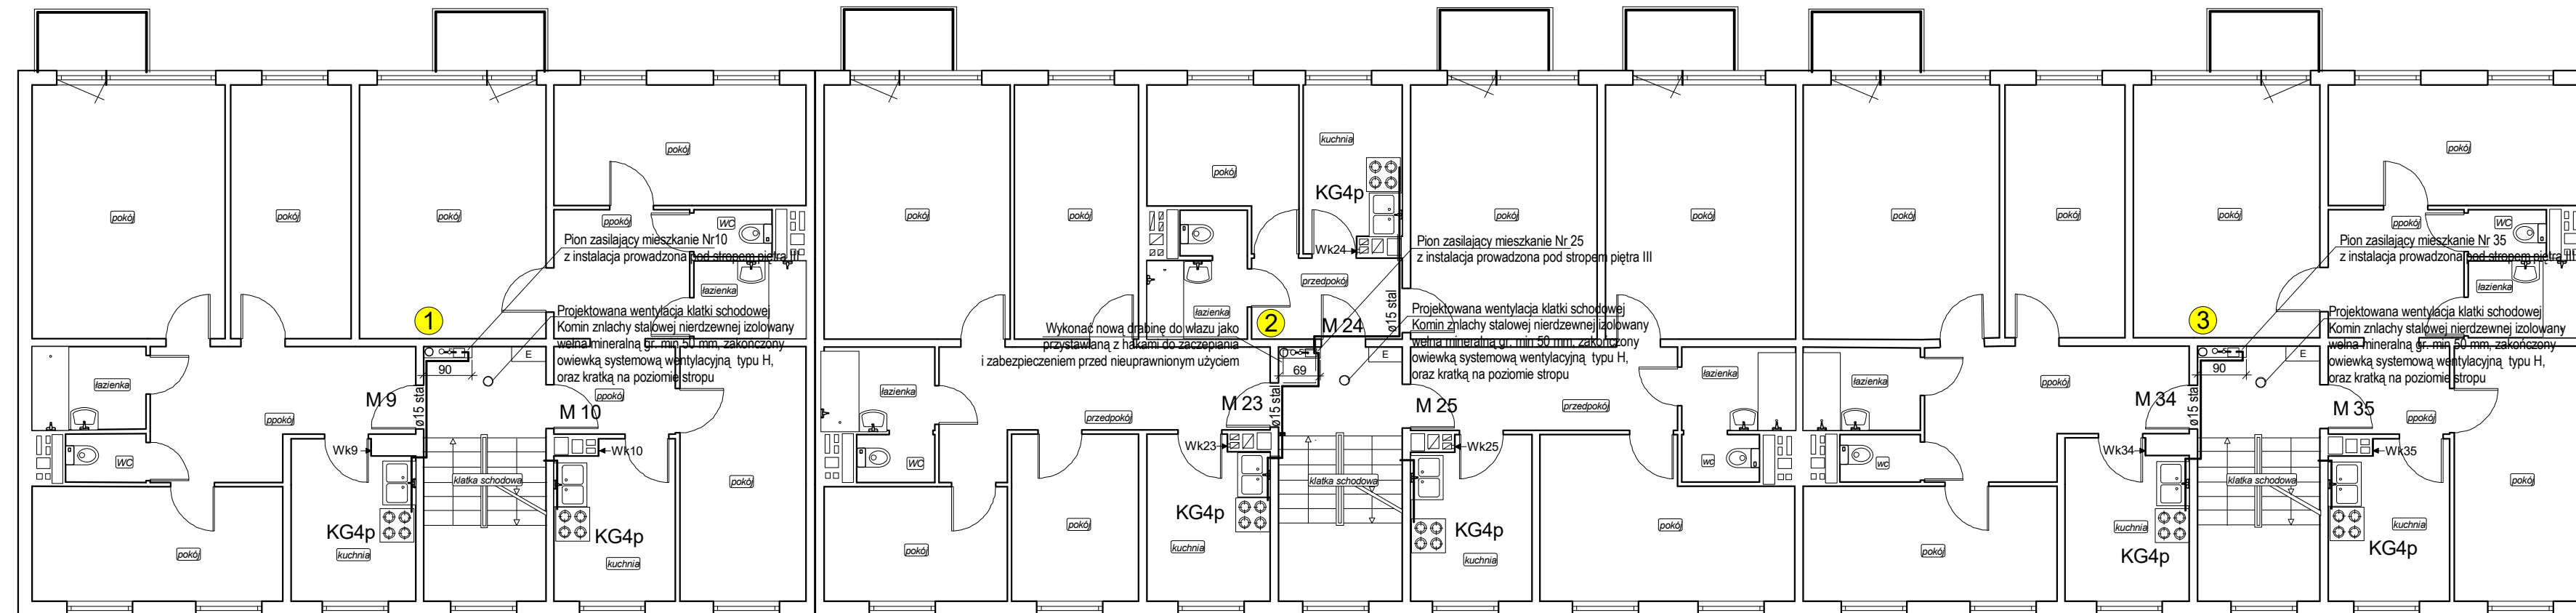 pokój
pokój
pokój
pokój
ppokój
WC
Pion zasilający mieszkanie Nr10
z instalacja prowadzona pod stropem piętra III
łazienka
1
Projektowana wentylacja klatki schodowej
Komin znlachy stalowej nierdzewnej izolowany
wełna mineralną gr. min 50 mm, zakończony
owiewką systemową wentylacyjną typu H,
oraz kratką na poziomie stropu
E
90
łazienka
M 9
ø15 stal
M 10
ppokój
ppokój
Wk9
Wk10
WC
klatka schodowa
pokój
KG4p
KG4p
pokój
kuchnia
kuchnia
pokój
pokój
pokój
kuchnia
KG4p
Wk24
przedpokój
łazienka
ø15 stal
2
M 24
Wykonać nową drabinę do włazu jako
przystawianą z hakami do zaczepiania
i zabezpieczeniem przed nieuprawnionym użyciem
pokój
pokój
Pion zasilający mieszkanie Nr 25
z instalacja prowadzona pod stropem piętra III
Projektowana wentylacja klatki schodowej
Komin znlachy stalowej nierdzewnej izolowany
wełna mineralną gr. min 50 mm, zakończony
owiewką systemową wentylacyjną typu H,
oraz kratką na poziomie stropu
E
69
łazienka
przedpokój
M 23
ø15 stal
M 25
przedpokój
łazienka
Wk23
Wk25
WC
klatka schodowa
WC
KG4p
KG4p
pokój
pokój
kuchnia
kuchnia
pokój
pokój
pokój
pokój
pokój
ppokój
WC
Pion zasilający mieszkanie Nr 35
z instalacja prowadzona pod stropem piętra III
łazienka
3
Projektowana wentylacja klatki schodowej
Komin znlachy stalowej nierdzewnej izolowany
wełna mineralną gr. min 50 mm, zakończony
owiewką systemową wentylacyjną typu H,
oraz kratką na poziomie stropu
E
90
łazienka
ppokój
M 34
ø15 stal
M 35
ppokój
Wk34
Wk35
WC
klatka schodowa
pokój
kuchnia
kuchnia
KG4p
KG4p
pokój